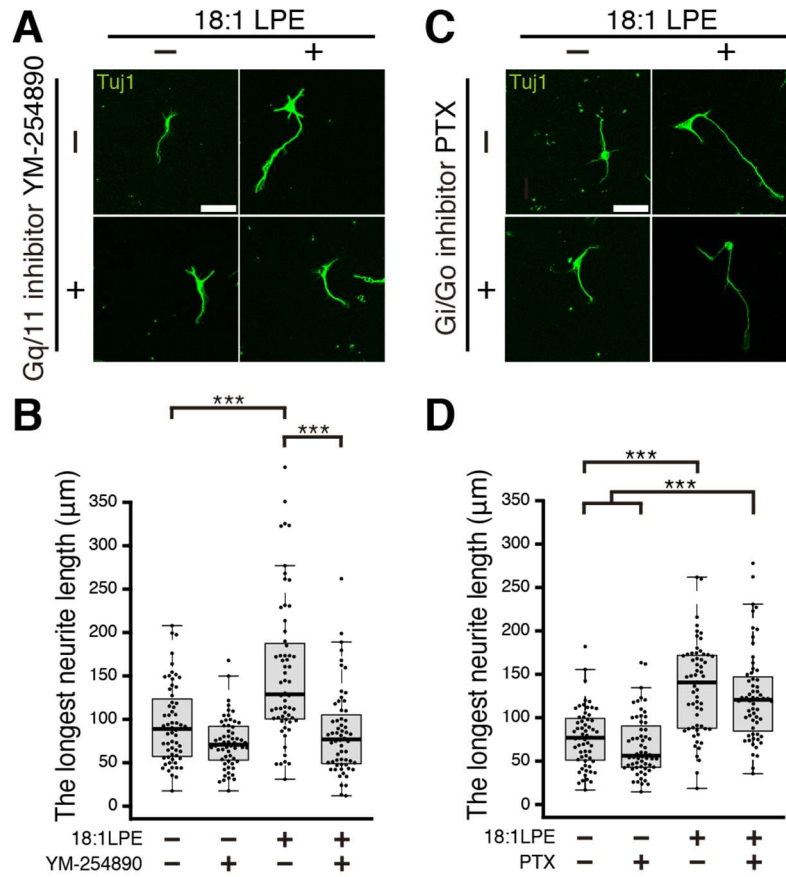 A
18:1 LPE
− +
Gq/11 inhibitor YM-254890
− +
Tuj1
C
18:1 LPE
− +
Gi/Go inhibitor PTX
− +
Tuj1
B
The longest neurite length (μm)
***
***
350
300
250
200
150
100
50
0
18:1LPE − − + +
YM-254890 − + − +
D
The longest neurite length (μm)
***
***
350
300
250
200
150
100
50
0
18:1LPE − − + +
PTX − + − +